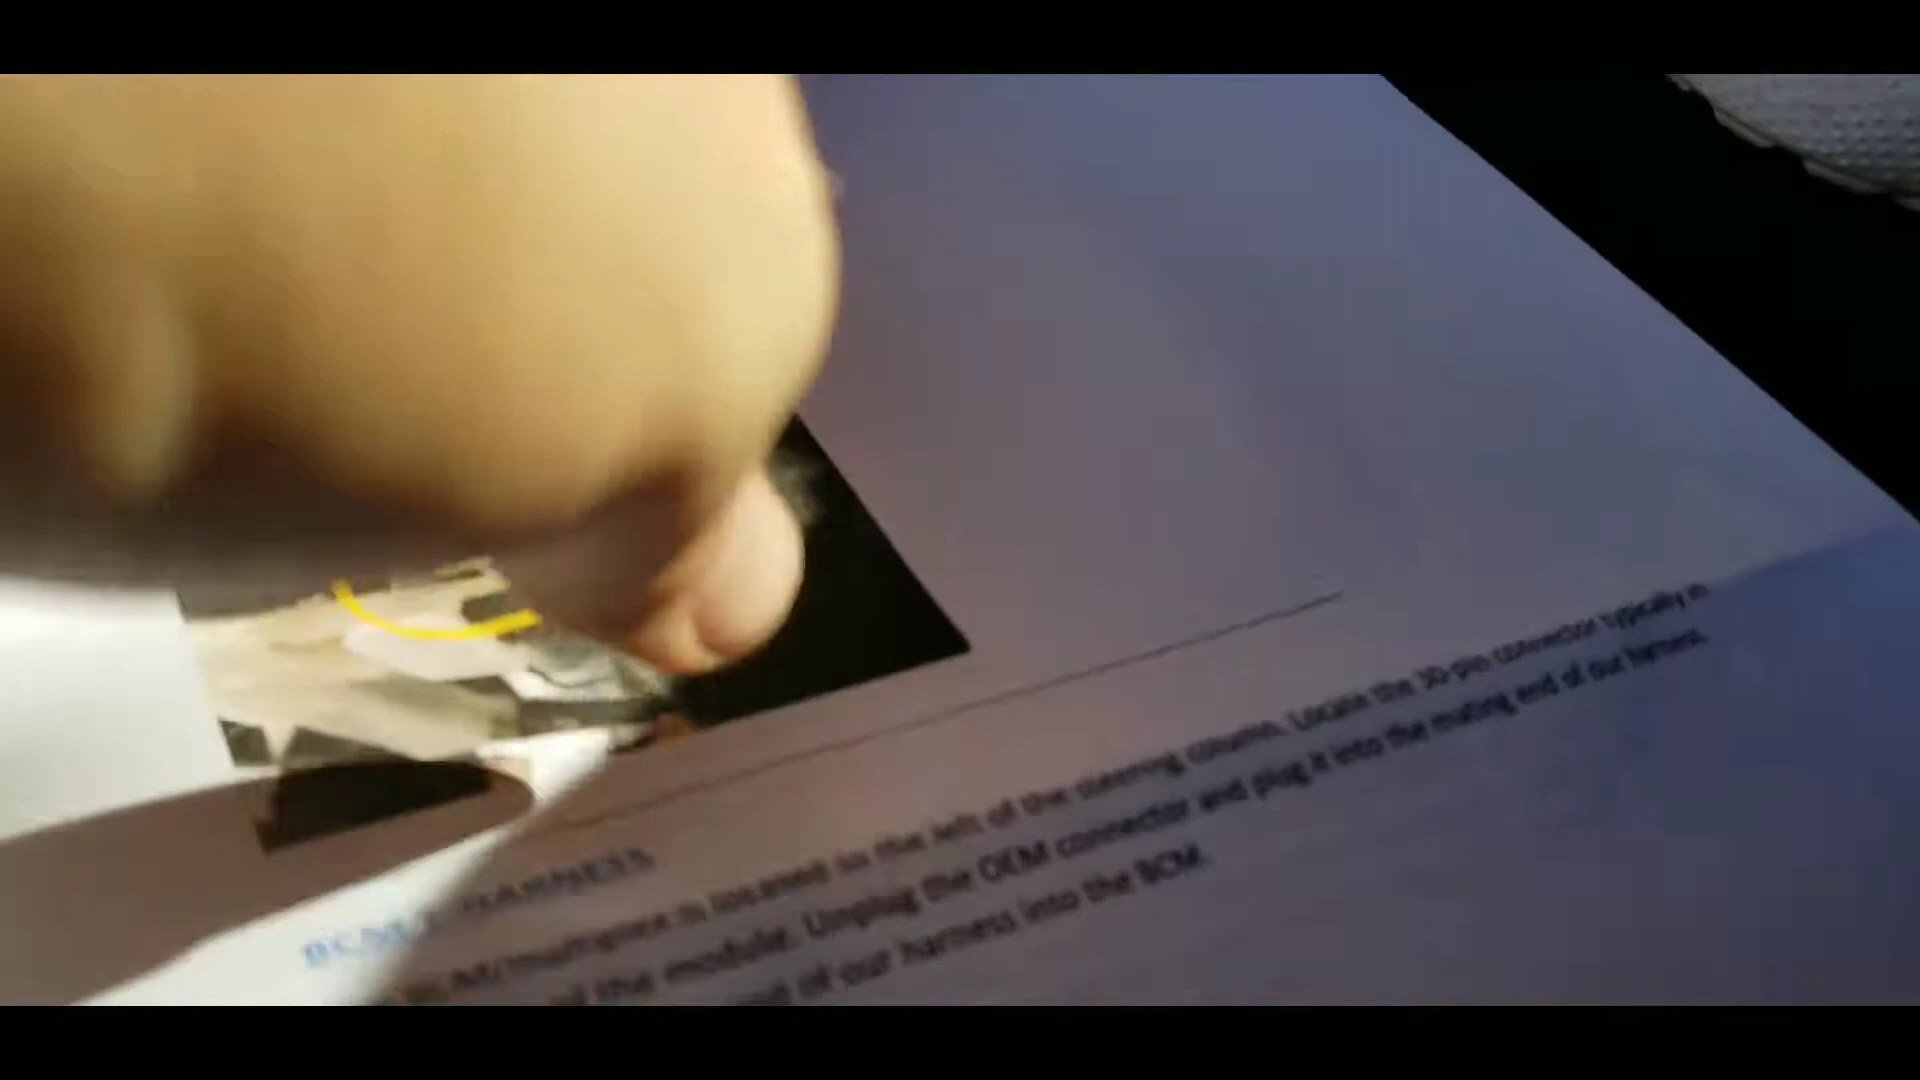 HARNESS
is located to the left of the steering column. Locate the 30-pin connector typically in
of the module. Unplug the OEM connector and plug it into the mating end of our harness.
end of our harness into the BCM.